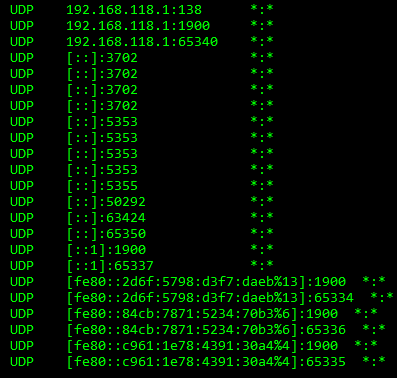 UDP    192.168.118.1:138      *:*
UDP    192.168.118.1:1900     *:*
UDP    192.168.118.1:65340    *:*
UDP    [::]:3702              *:*
UDP    [::]:3702              *:*
UDP    [::]:3702              *:*
UDP    [::]:3702              *:*
UDP    [::]:5353              *:*
UDP    [::]:5353              *:*
UDP    [::]:5353              *:*
UDP    [::]:5353              *:*
UDP    [::]:5355              *:*
UDP    [::]:50292             *:*
UDP    [::]:63424             *:*
UDP    [::]:65350             *:*
UDP    [::1]:1900             *:*
UDP    [::1]:65337            *:*
UDP    [fe80::2d6f:5798:d3f7:daeb%13]:1900  *:*
UDP    [fe80::2d6f:5798:d3f7:daeb%13]:65334  *:*
UDP    [fe80::84cb:7871:5234:70b3%6]:1900  *:*
UDP    [fe80::84cb:7871:5234:70b3%6]:65336  *:*
UDP    [fe80::c961:1e78:4391:30a4%4]:1900  *:*
UDP    [fe80::c961:1e78:4391:30a4%4]:65335  *:*